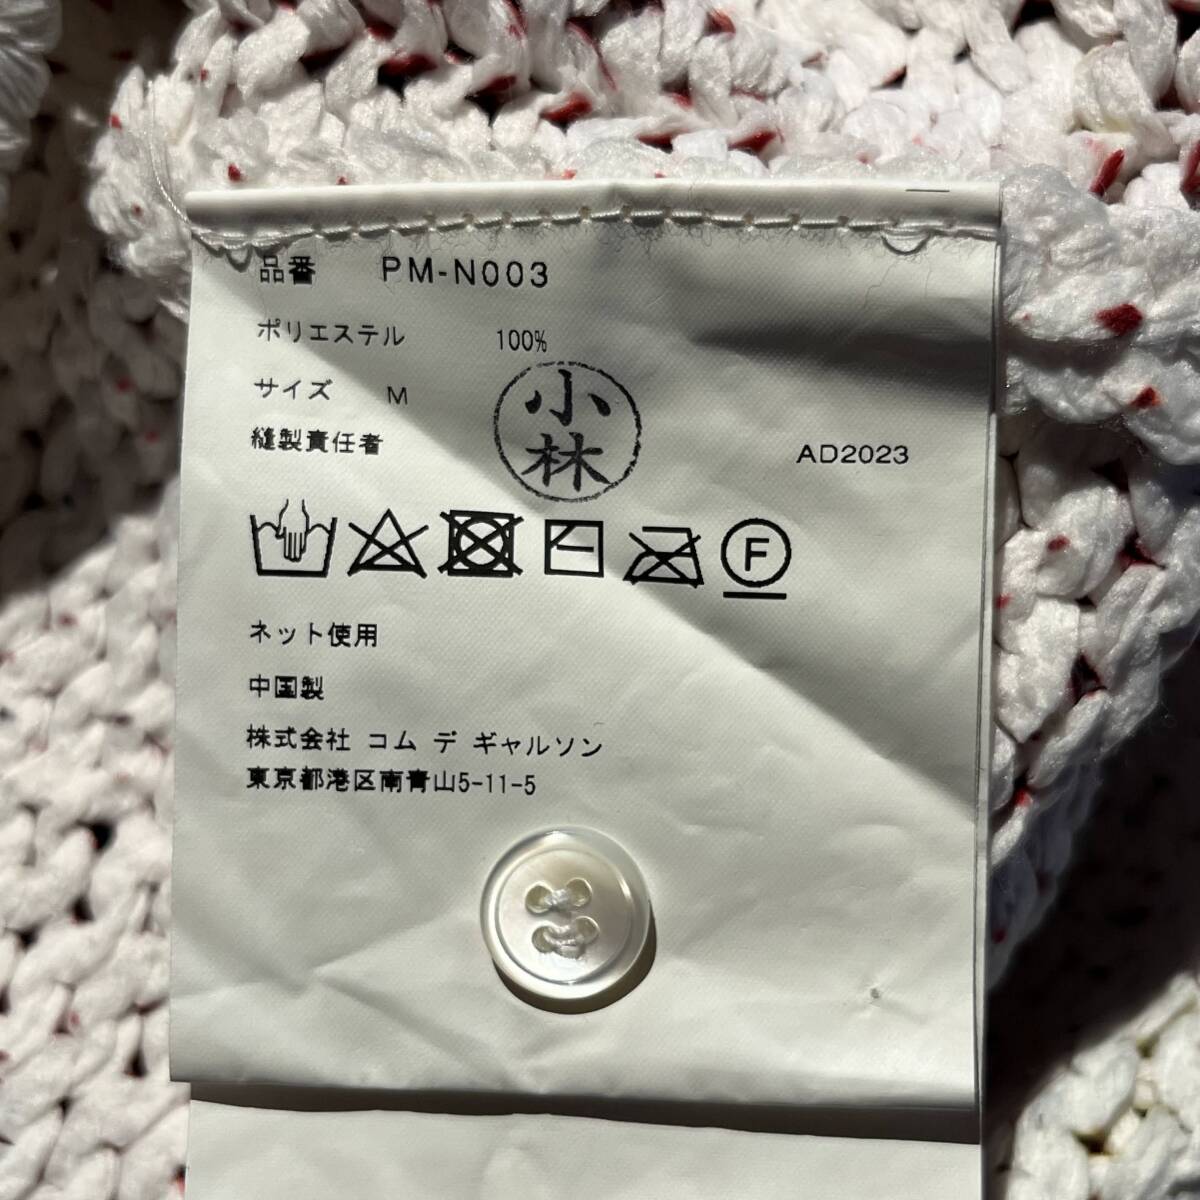 品番 PM-N003
ポリエステル 100%
サイズ M
縫製責任者 小林 AD2023
F
ネット使用
中国製
株式会社 コム デ ギャルソン
東京都港区南青山5-11-5